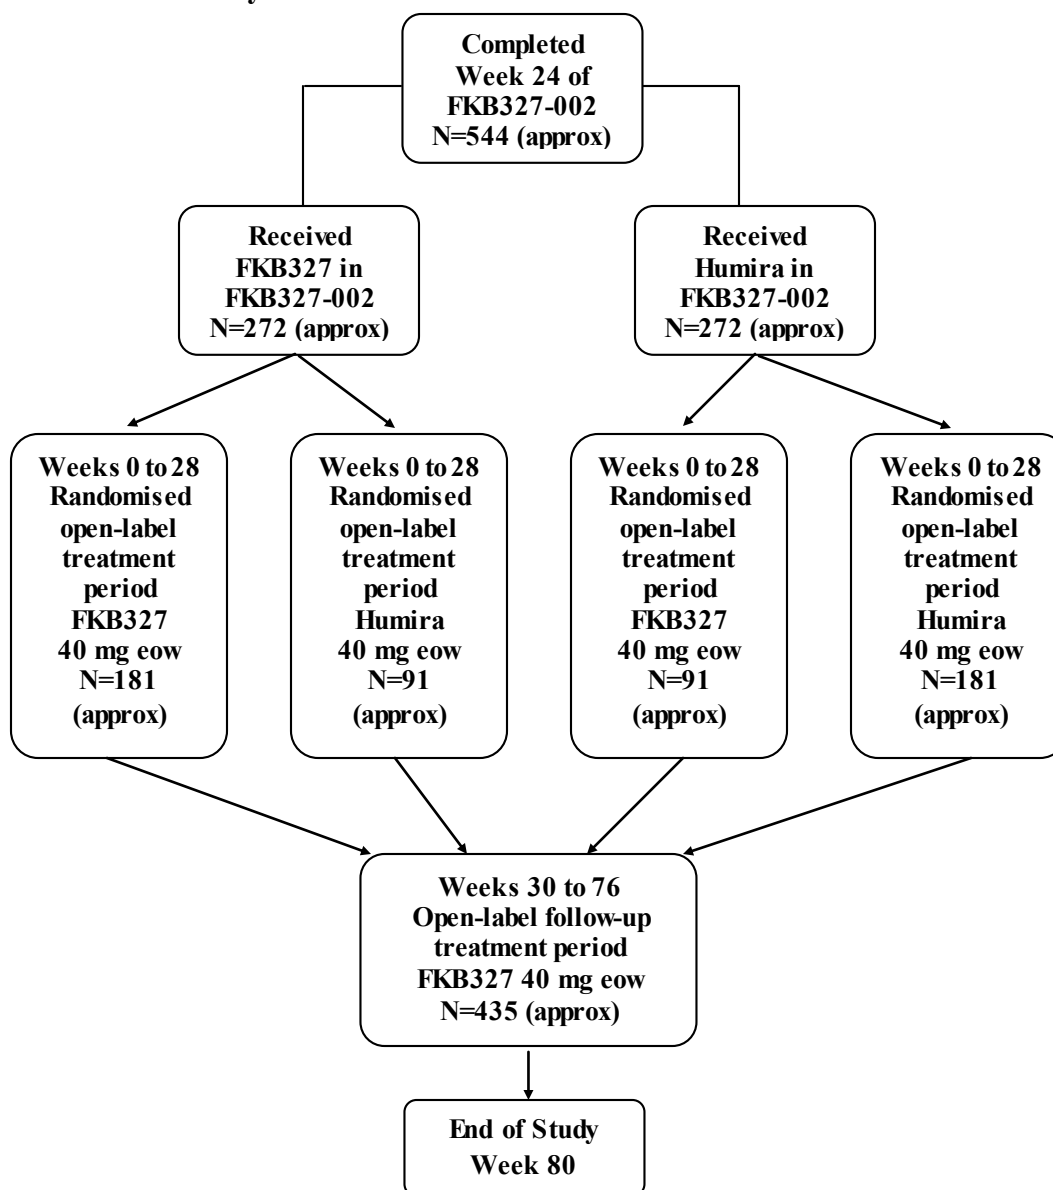 Completed
Week 24 of
FKB327-002
N=544 (approx)
Received
FKB327 in
FKB327-002
N=272 (approx)
Received
Humira in
FKB327-002
N=272 (approx)
Weeks 0 to 28
Randomised
open-label
treatment
period
FKB327
40 mg eow
N=181
(approx)
Weeks 0 to 28
Randomised
open-label
treatment
period
Humira
40 mg eow
N=91
(approx)
Weeks 0 to 28
Randomised
open-label
treatment
period
FKB327
40 mg eow
N=91
(approx)
Weeks 0 to 28
Randomised
open-label
treatment
period
Humira
40 mg eow
N=181
(approx)
Weeks 30 to 76
Open-label follow-up
treatment period
FKB327 40 mg eow
N=435 (approx)
End of Study
Week 80